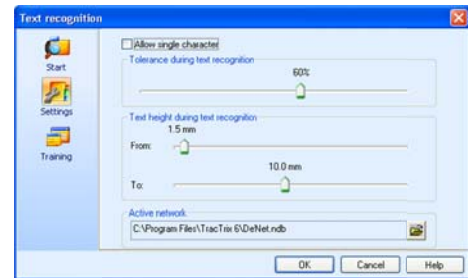 Text recognition
Start
Settings
Training
Allow single character
Tolerance during text recognition
60%
Text height during text recognition
1.5 mm
From:
10.0 mm
To:
Active network
C:\Program Files\TracTrix 6\DeNet.ndb
OK Cancel Help